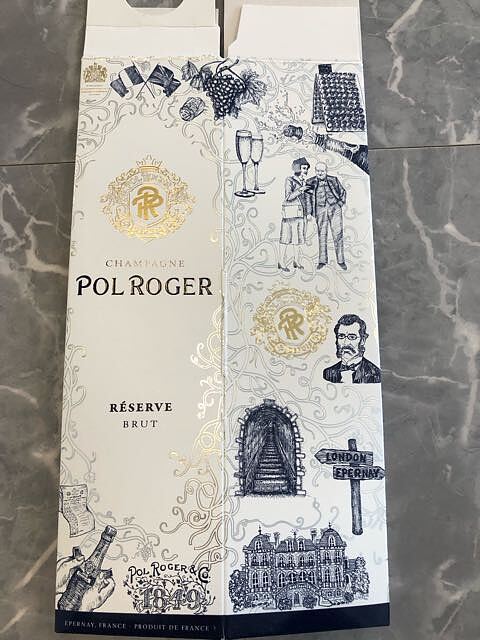 CHAMPAGNE
POL ROGER
RÉSERVE
BRUT
LONDON
EPERNAY
POL ROGER & Co
1849
EPERNAY, FRANCE · PRODUIT DE FRANCE